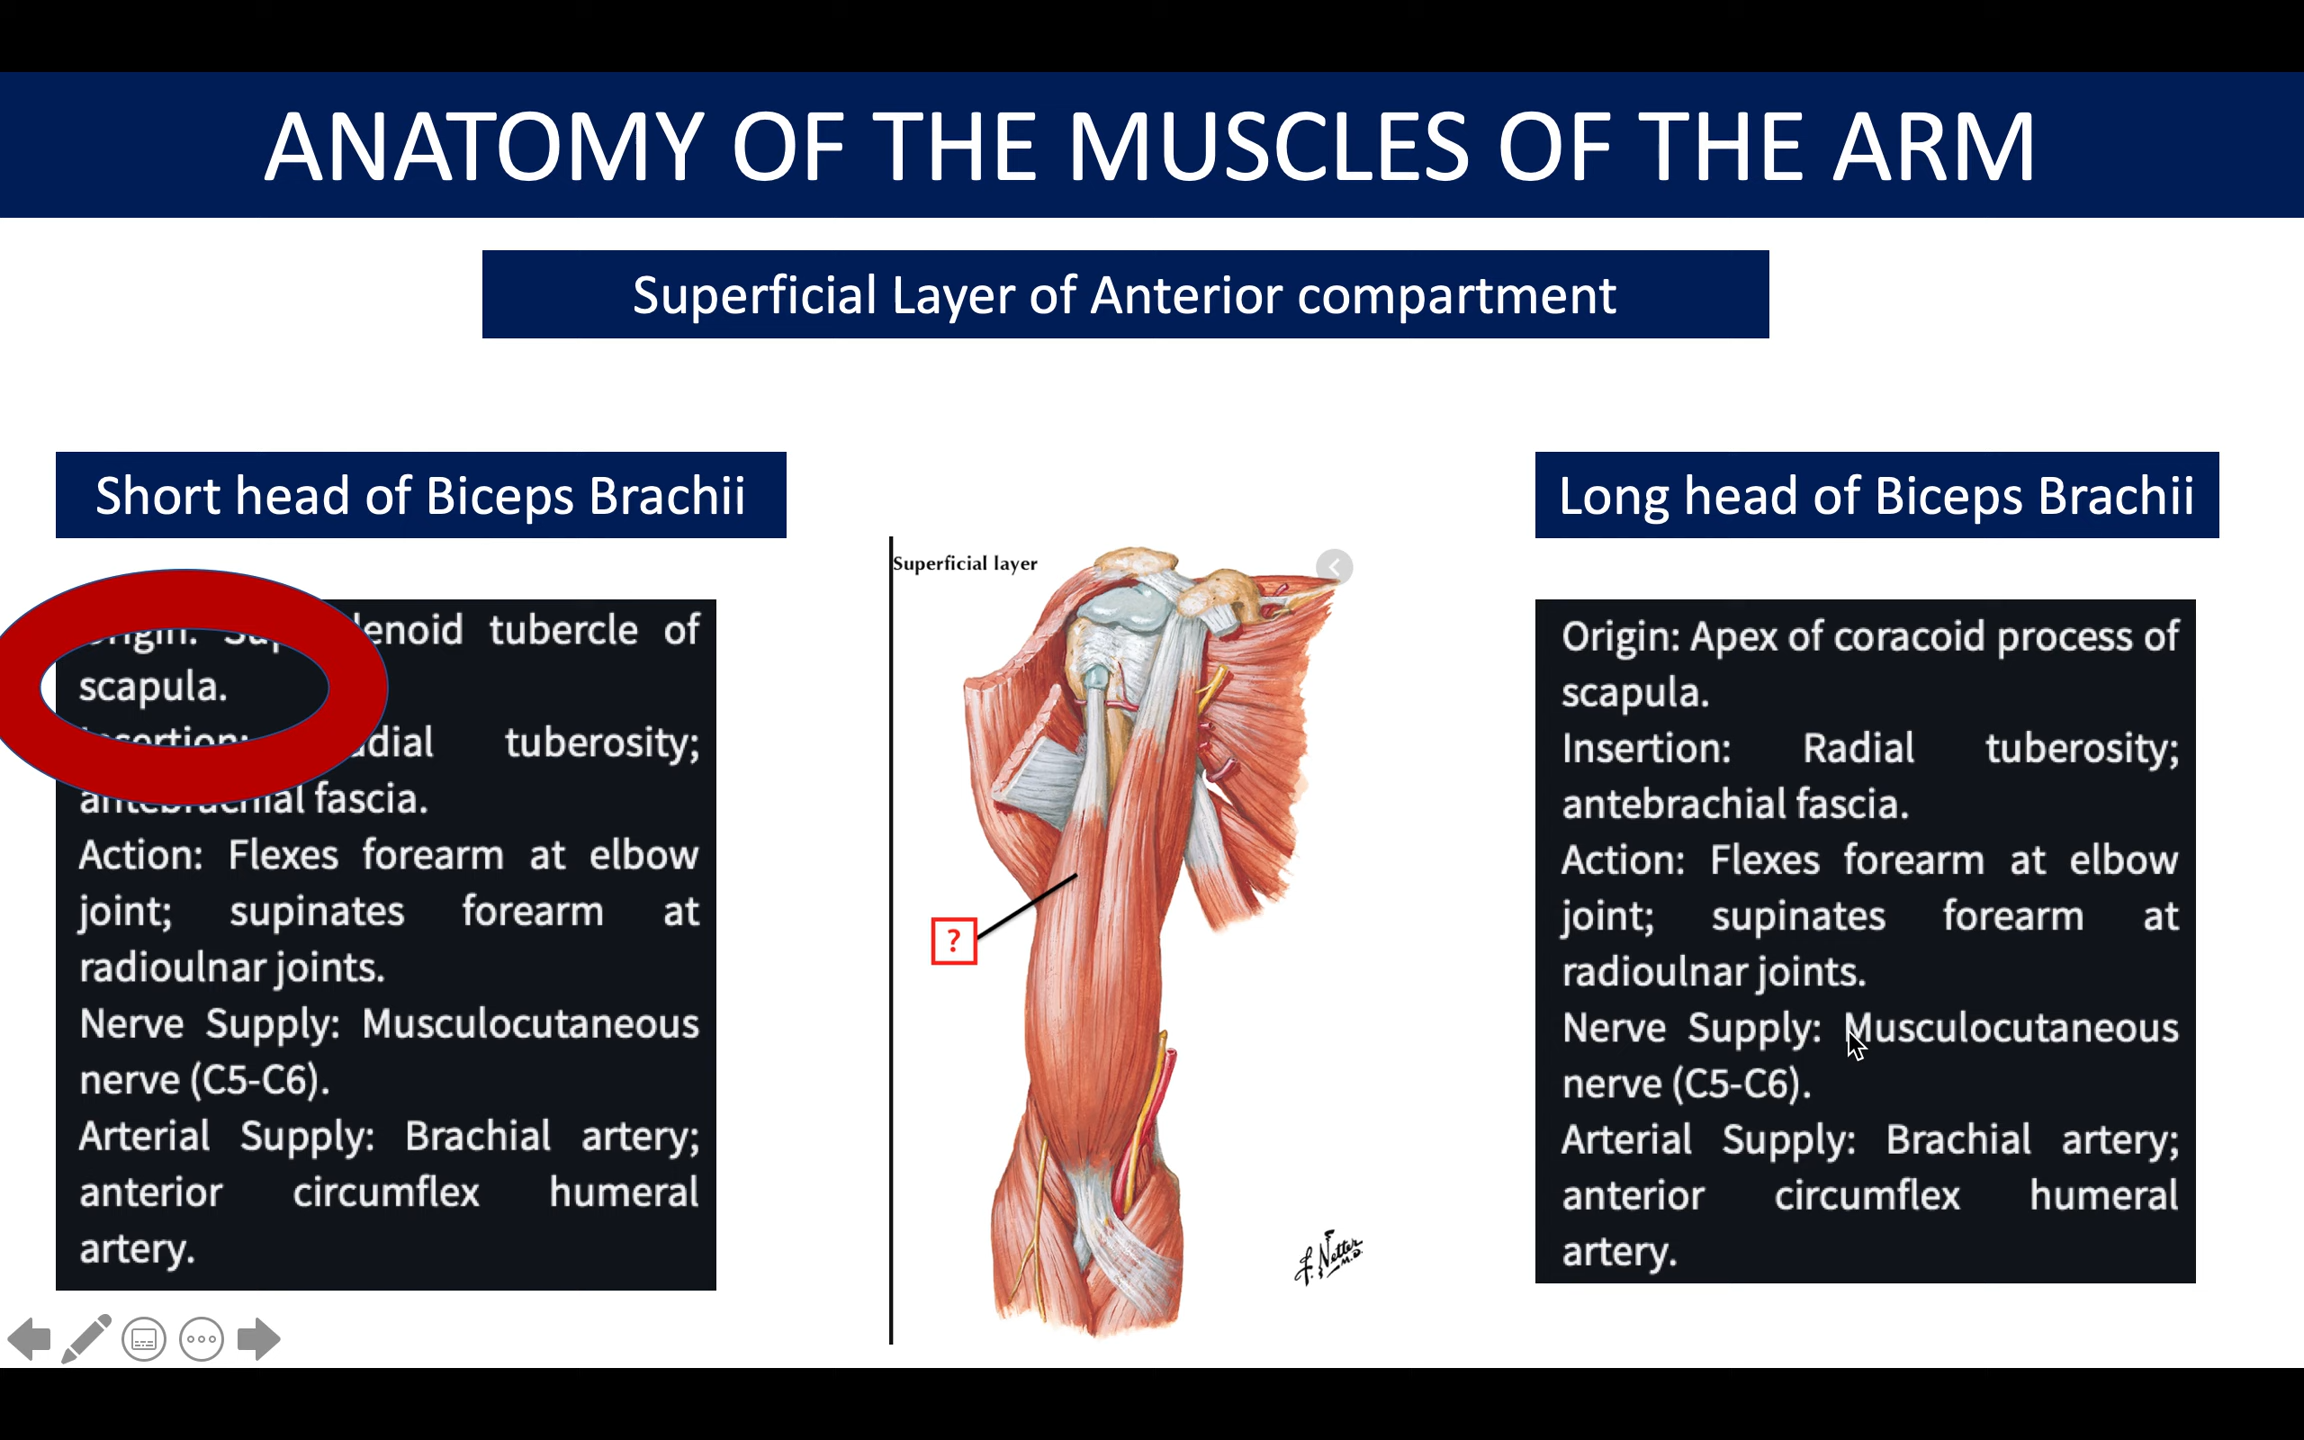 ANATOMY OF THE MUSCLES OF THE ARM
Superficial Layer of Anterior compartment
Short head of Biceps Brachii
tubercle of
scapula.
tuberosity;
fascia.
Action: Flexes forearm at elbow
joint; supinates forearm at
radioulnar joints.
Nerve Supply: Musculocutaneous
nerve (C5-C6).
Arterial Supply: Brachial artery;
anterior circumflex humeral
artery.
Superficial layer
?
F. Netter
M.D.
Long head of Biceps Brachii
Origin: Apex of coracoid process of
scapula.
Insertion: Radial tuberosity;
antebrachial fascia.
Action: Flexes forearm at elbow
joint; supinates forearm at
radioulnar joints.
Nerve Supply: Musculocutaneous
nerve (C5-C6).
Arterial Supply: Brachial artery;
anterior circumflex humeral
artery.